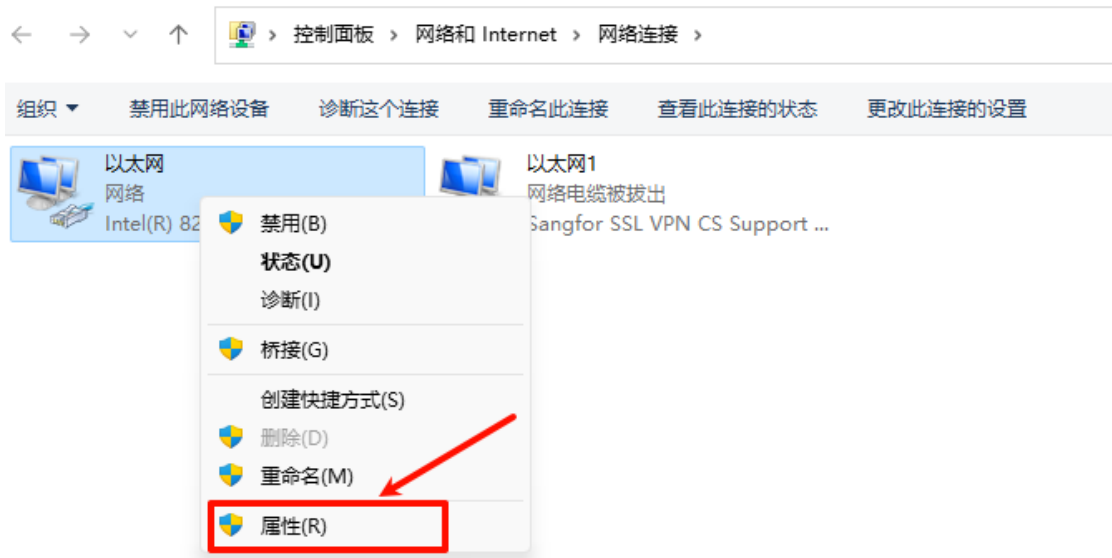 控制面板 > 网络和 Internet > 网络连接 >
组织 禁用此网络设备 诊断这个连接 重命名此连接 查看此连接的状态 更改此连接的设置
以太网
网络
Intel(R) 82
以太网1
网络电缆被拔出
Sangfor SSL VPN CS Support ...
禁用(B)
状态(U)
诊断(I)
桥接(G)
创建快捷方式(S)
删除(D)
重命名(M)
属性(R)